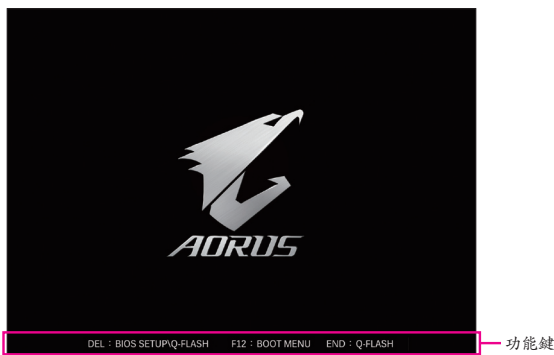 AORUS
DEL : BIOS SETUP\Q-FLASH F12 : BOOT MENU END : Q-FLASH
功能鍵